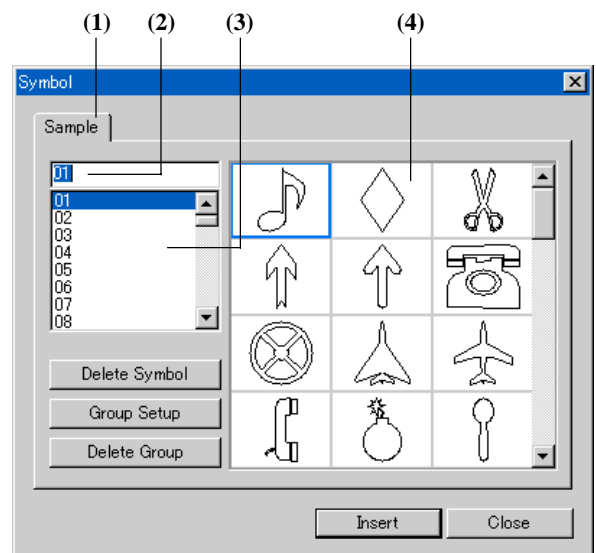 (1) (2) (3) (4)
Symbol
Sample
01
01
02
03
04
05
06
07
08
Delete Symbol
Group Setup
Delete Group
Insert Close